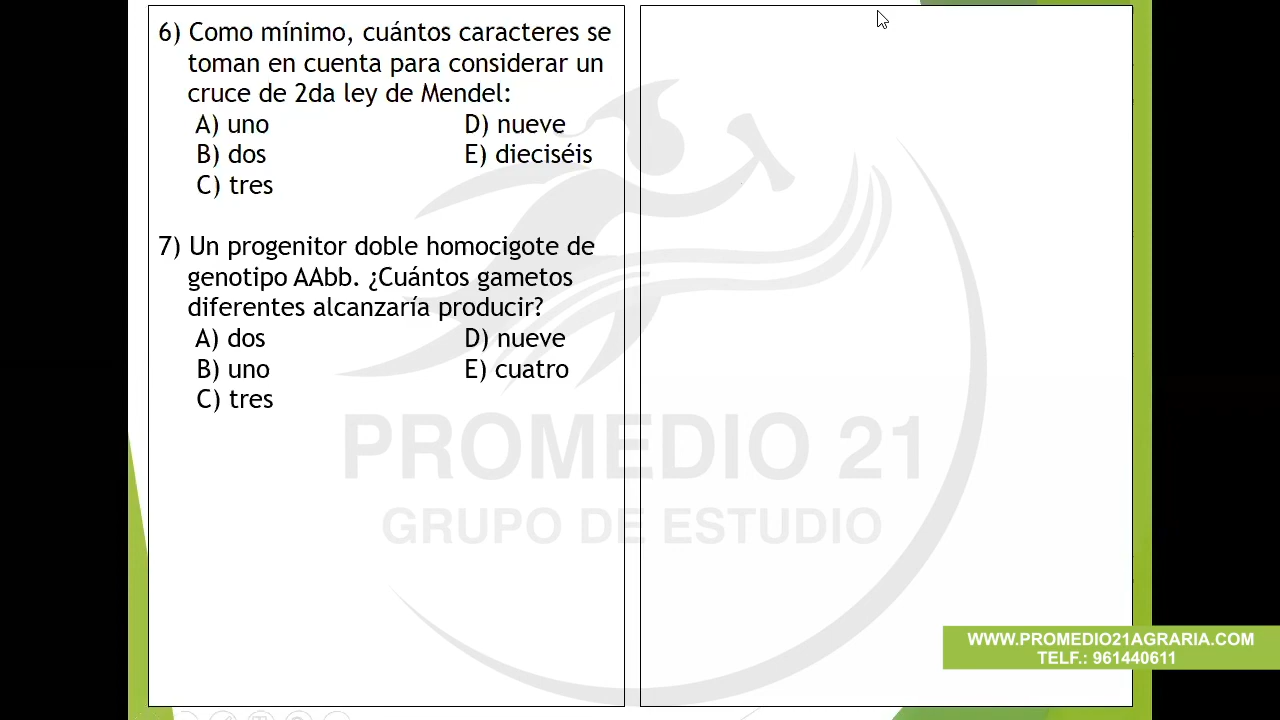 6) Como mínimo, cuántos caracteres se
toman en cuenta para considerar un
cruce de 2da ley de Mendel:
A) uno D) nueve
B) dos E) dieciséis
C) tres
7) Un progenitor doble homocigote de
genotipo AAbb. ¿Cuántos gametos
diferentes alcanzaría producir?
A) dos D) nueve
B) uno E) cuatro
C) tres
PROMEDIO 21
GRUPO DE ESTUDIO
WWW.PROMEDIO21AGRARIA.COM
TELF.: 961440611